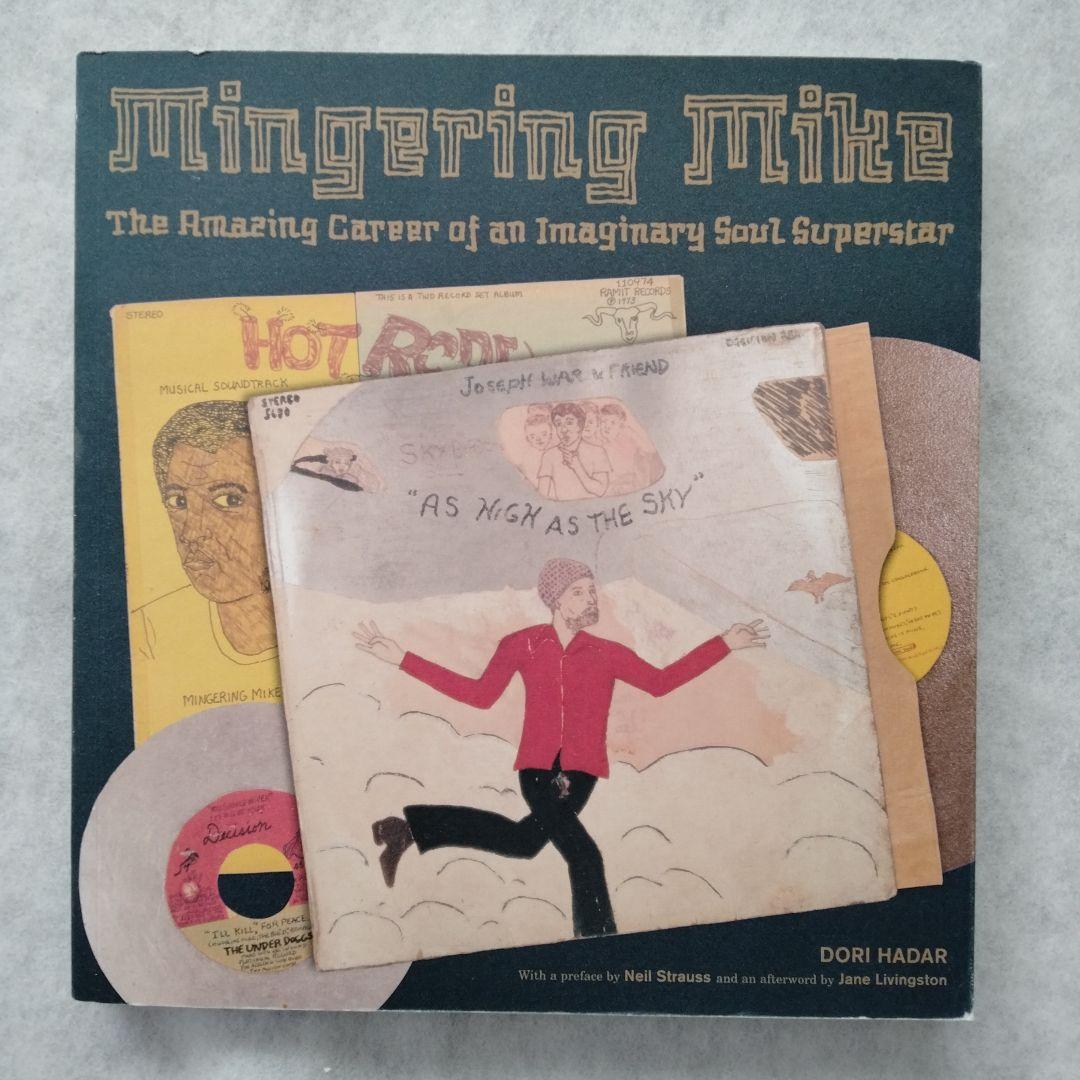 Mingering Mike
The Amazing Career of an Imaginary Soul Superstar
STEREO
THIS IS A TWO RECORD SET ALBUM
110974
RAMIT RECORDS
℗ 1973
HOT
MUSICAL SOUNDTRACK
MINGERING MIKE
JOSEPH WAR & FRIEND
STEREO
"AS HIGH AS THE SKY"
Decision
"I'LL KILL," FOR PEACE
THE UNDER DOGGS
DORI HADAR
With a preface by Neil Strauss and an afterword by Jane Livingston